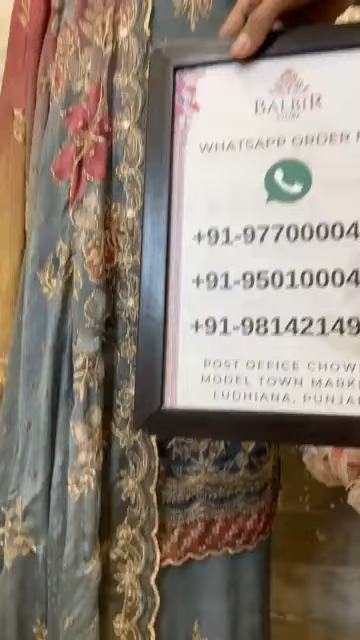 BALBIR
WHATSAPP ORDER
+91-97700004
+91-95010004
+91-98142149
POST OFFICE CHOW
MODEL TOWN MARK
LUDHIANA, PUNJA